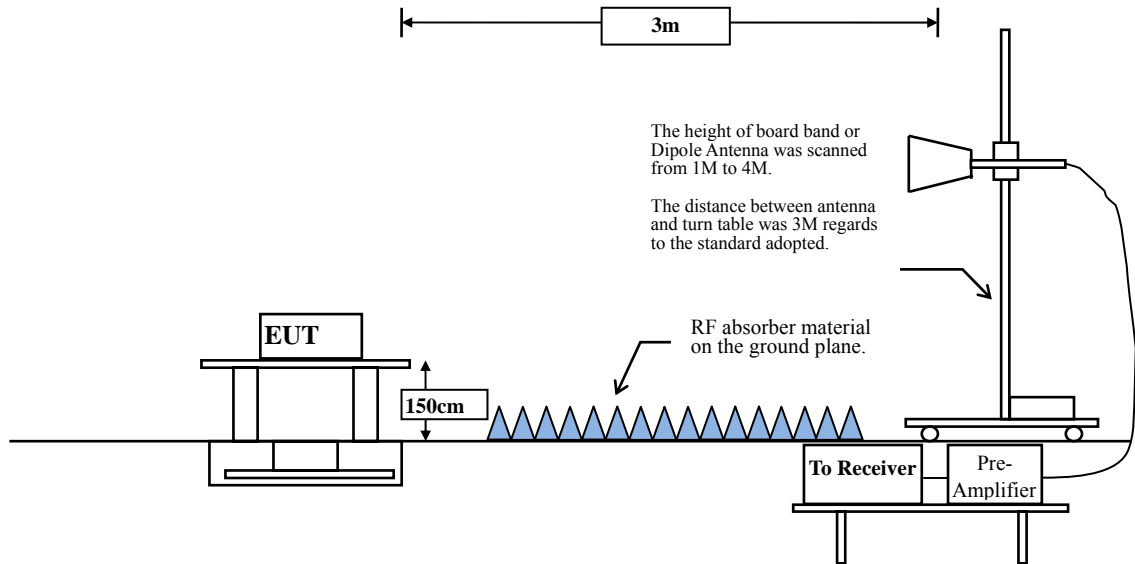 3m
The height of board band or
Dipole Antenna was scanned
from 1M to 4M.
The distance between antenna
and turn table was 3M regards
to the standard adopted.
EUT
RF absorber material
on the ground plane.
150cm
To Receiver
Pre-
Amplifier